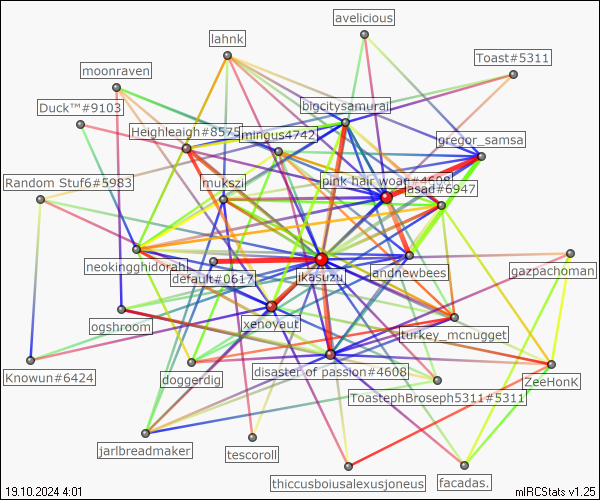 avelicious
lahnk
Toast#5311
moonraven
Duck™#9103
bigcitysamurai
Heighleaigh#8575
mingus4742
gregor_samsa
Random Stuf6#5983
mukszi
pink hair woah#4608
asad#6947
neokingghidorah
default#0617
ikasuzu
andnewbees
gazpachoman
ogshroom
xenoyaut
turkey_mcnugget
Knowun#6424
doggerdig
disaster of passion#4608
ZeeHonK
ToastephBroseph5311#5311
jarlbreadmaker
tescoroll
thiccusboiusalexusjoneus
facadas.
19.10.2024 4:01
mIRCStats v1.25